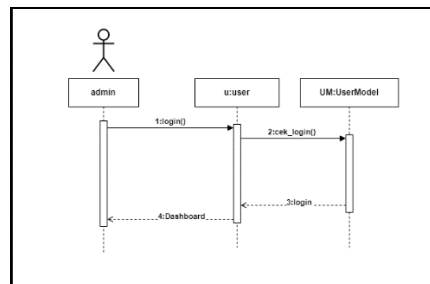 admin
u:user
UM:UserModel
1:login()
2:cek_login()
3:login
4:Dashboard